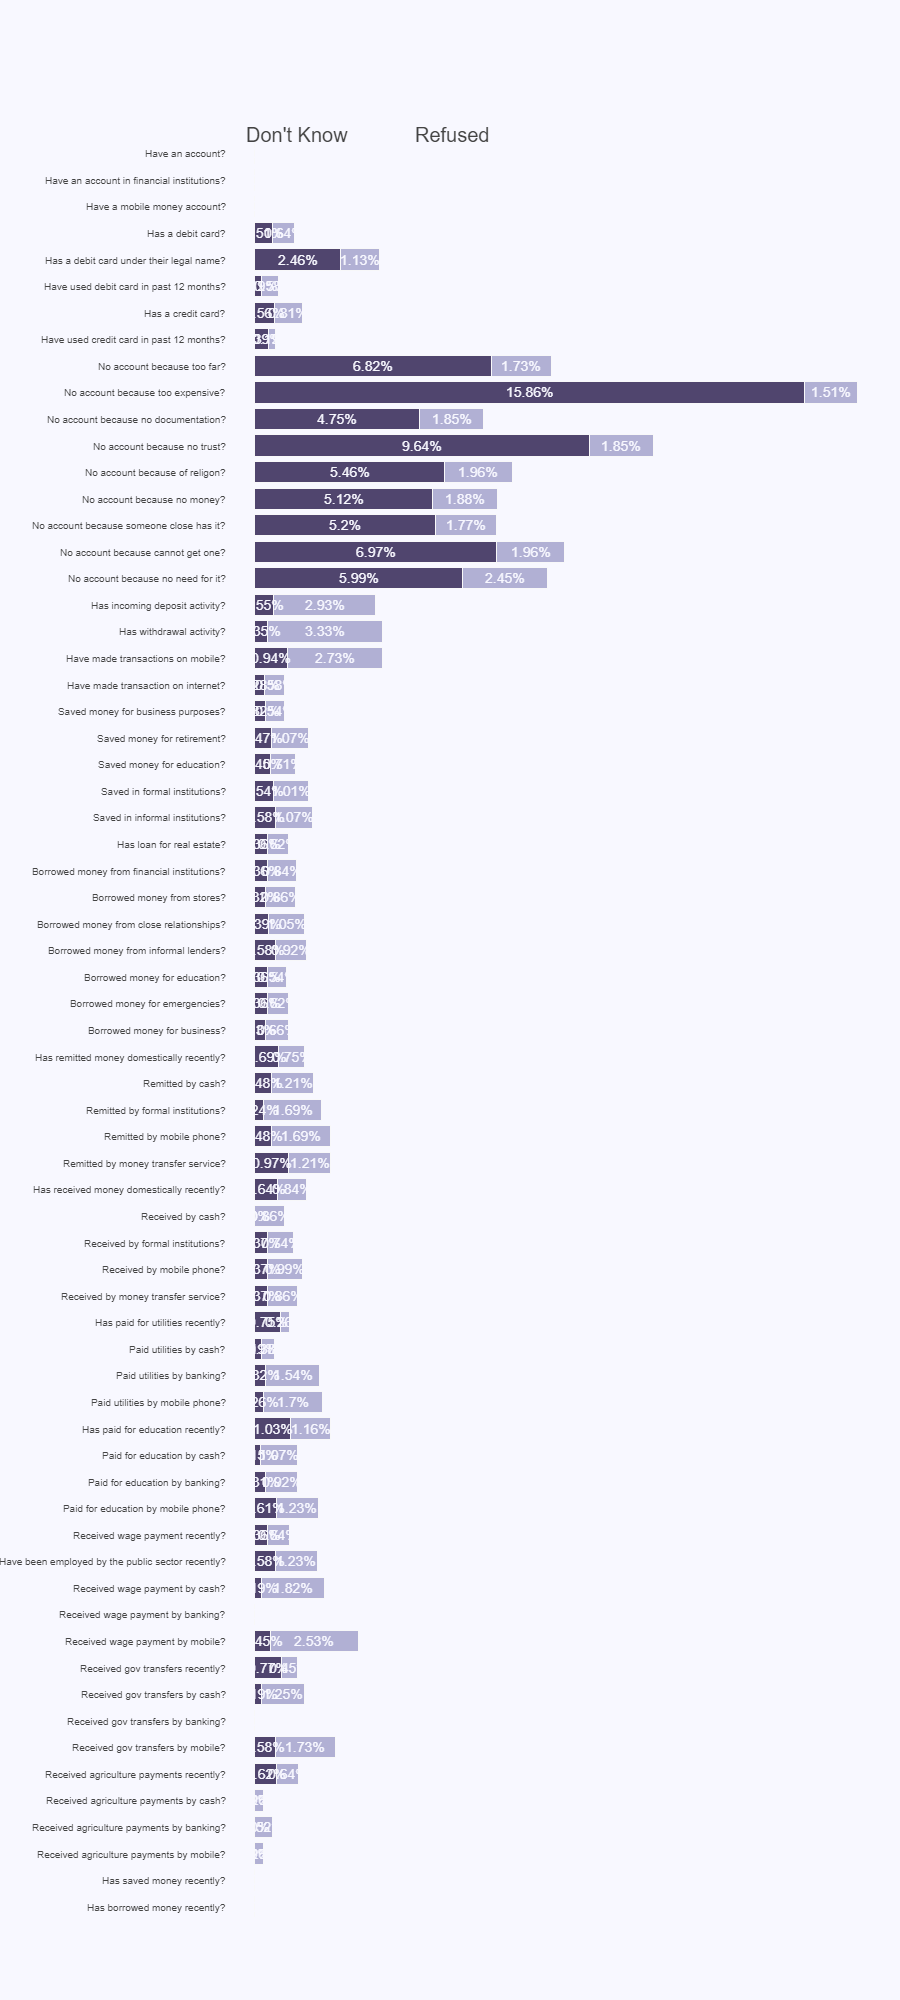 Don't Know Refused
Have an account?
Have an account in financial institutions?
Have a mobile money account?
Has a debit card?
Has a debit card under their legal name? 2.46% 1.13%
Have used debit card in past 12 months?
Has a credit card?
Have used credit card in past 12 months?
No account because too far? 6.82% 1.73%
No account because too expensive? 15.86% 1.51%
No account because no documentation? 4.75% 1.85%
No account because no trust? 9.64% 1.85%
No account because of religon? 5.46% 1.96%
No account because no money? 5.12% 1.88%
No account because someone close has it? 5.2% 1.77%
No account because cannot get one? 6.97% 1.96%
No account because no need for it? 5.99% 2.45%
Has incoming deposit activity? 2.93%
Has withdrawal activity? 3.33%
Have made transactions on mobile? 0.94% 2.73%
Have made transaction on internet?
Saved money for business purposes?
Saved money for retirement?
Saved money for education?
Saved in formal institutions?
Saved in informal institutions?
Has loan for real estate?
Borrowed money from financial institutions?
Borrowed money from stores?
Borrowed money from close relationships?
Borrowed money from informal lenders?
Borrowed money for education?
Borrowed money for emergencies?
Borrowed money for business?
Has remitted money domestically recently?
Remitted by cash? 1.21%
Remitted by formal institutions? 1.69%
Remitted by mobile phone? 1.69%
Remitted by money transfer service? 0.97% 1.21%
Has received money domestically recently?
Received by cash?
Received by formal institutions?
Received by mobile phone?
Received by money transfer service?
Has paid for utilities recently?
Paid utilities by cash?
Paid utilities by banking? 1.54%
Paid utilities by mobile phone? 1.7%
Has paid for education recently? 1.03% 1.16%
Paid for education by cash?
Paid for education by banking?
Paid for education by mobile phone? 1.23%
Received wage payment recently?
Have been employed by the public sector recently? 1.23%
Received wage payment by cash? 1.82%
Received wage payment by banking?
Received wage payment by mobile? 2.53%
Received gov transfers recently?
Received gov transfers by cash? 1.25%
Received gov transfers by banking?
Received gov transfers by mobile? 1.73%
Received agriculture payments recently?
Received agriculture payments by cash?
Received agriculture payments by banking?
Received agriculture payments by mobile?
Has saved money recently?
Has borrowed money recently?